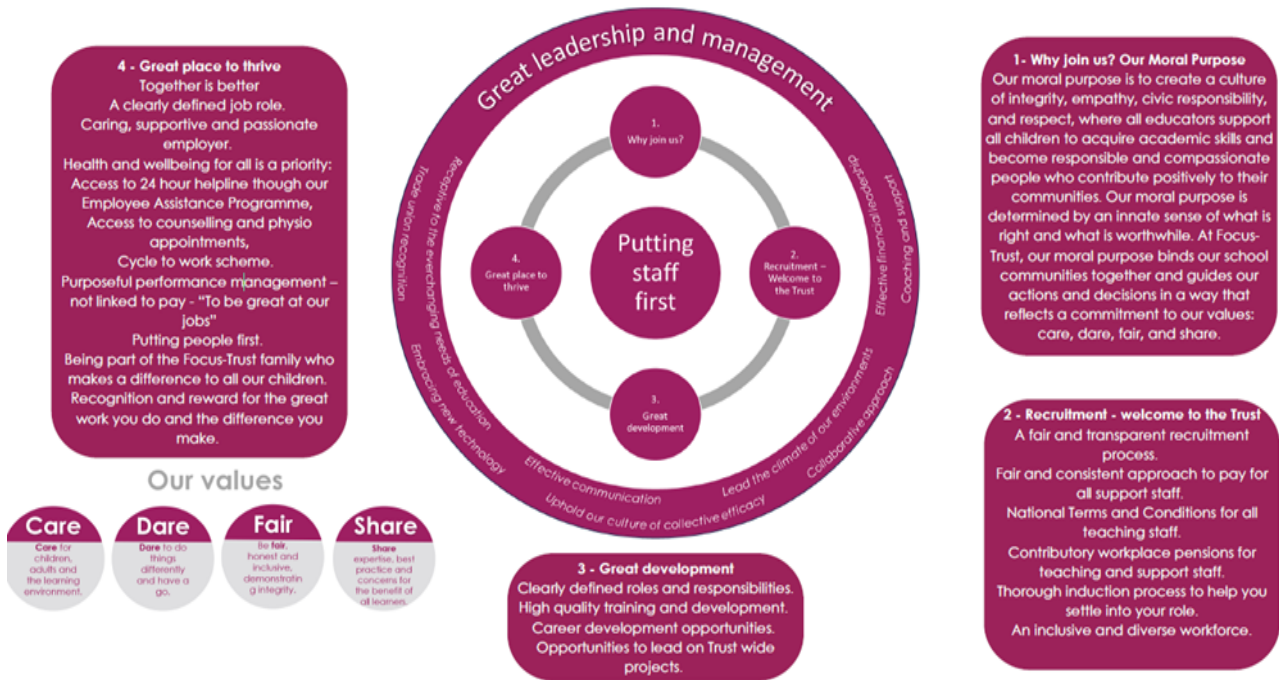 4 - Great place to thrive
Together is better
A clearly defined job role.
Caring, supportive and passionate
employer.
Health and wellbeing for all is a priority:
Access to 24 hour helpline though our
Employee Assistance Programme,
Access to counselling and physio
appointments,
Cycle to work scheme.
Purposeful performance management –
not linked to pay - “To be great at our
jobs”
Putting people first.
Being part of the Focus-Trust family who
makes a difference to all our children.
Recognition and reward for the great
work you do and the difference you
make.
Our values
Care
Care for
children,
adults and
the learning
environment.
Dare
Dare to do
things
differently
and have a
go.
Fair
Be fair,
honest and
inclusive,
demonstratin
g integrity.
Share
Share
expertise, best
practice and
concerns for
the benefit of
all learners.
Great leadership and management
1.
Why join us?
2.
Recruitment –
Welcome to
the Trust
3.
Great
development
4.
Great place to
thrive
Putting
staff
first
Trade union recognition
Receptive to the everchanging needs of education
Embracing new technology
Effective communication
Uphold our culture of collective efficacy
Lead the climate of our environments
Collaborative approach
Effective financial leadership
Coaching and support
3 - Great development
Clearly defined roles and responsibilities.
High quality training and development.
Career development opportunities.
Opportunities to lead on Trust wide
projects.
1- Why join us? Our Moral Purpose
Our moral purpose is to create a culture
of integrity, empathy, civic responsibility,
and respect, where all educators support
all children to acquire academic skills and
become responsible and compassionate
people who contribute positively to their
communities. Our moral purpose is
determined by an innate sense of what is
right and what is worthwhile. At Focus-
Trust, our moral purpose binds our school
communities together and guides our
actions and decisions in a way that
reflects a commitment to our values:
care, dare, fair, and share.
2 - Recruitment - welcome to the Trust
A fair and transparent recruitment
process.
Fair and consistent approach to pay for
all support staff.
National Terms and Conditions for all
teaching staff.
Contributory workplace pensions for
teaching and support staff.
Thorough induction process to help you
settle into your role.
An inclusive and diverse workforce.